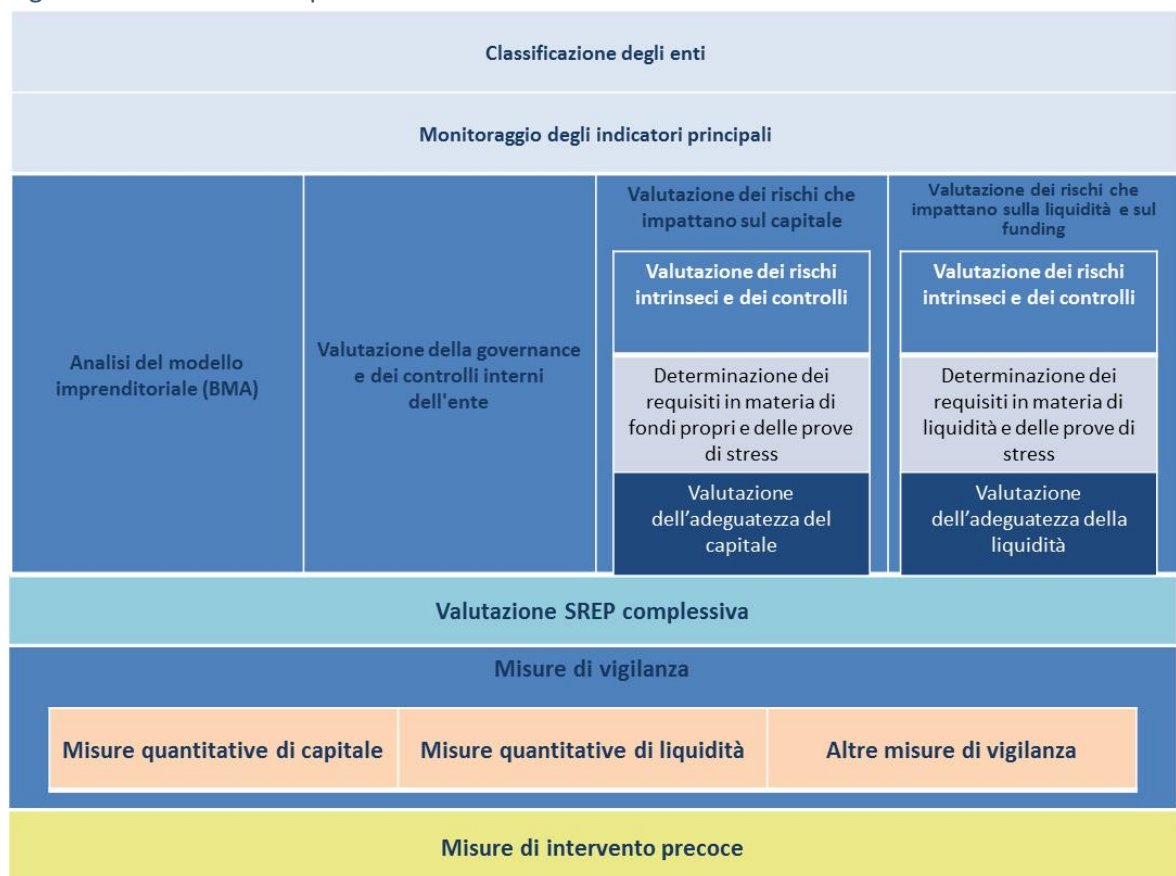 Classificazione degli enti
Monitoraggio degli indicatori principali
Analisi del modello
imprenditoriale (BMA)
Valutazione della governance
e dei controlli interni
dell'ente
Valutazione dei rischi che
impattano sul capitale
Valutazione dei rischi
intrinseci e dei controlli
Determinazione dei
requisiti in materia di
fondi propri e delle prove
di stress
Valutazione
dell’adeguatezza del
capitale
Valutazione dei rischi che
impattano sulla liquidità e sul
funding
Valutazione dei rischi
intrinseci e dei controlli
Determinazione dei
requisiti in materia di
liquidità e delle prove di
stress
Valutazione
dell’adeguatezza della
liquidità
Valutazione SREP complessiva
Misure di vigilanza
Misure quantitative di capitale
Misure quantitative di liquidità
Altre misure di vigilanza
Misure di intervento precoce